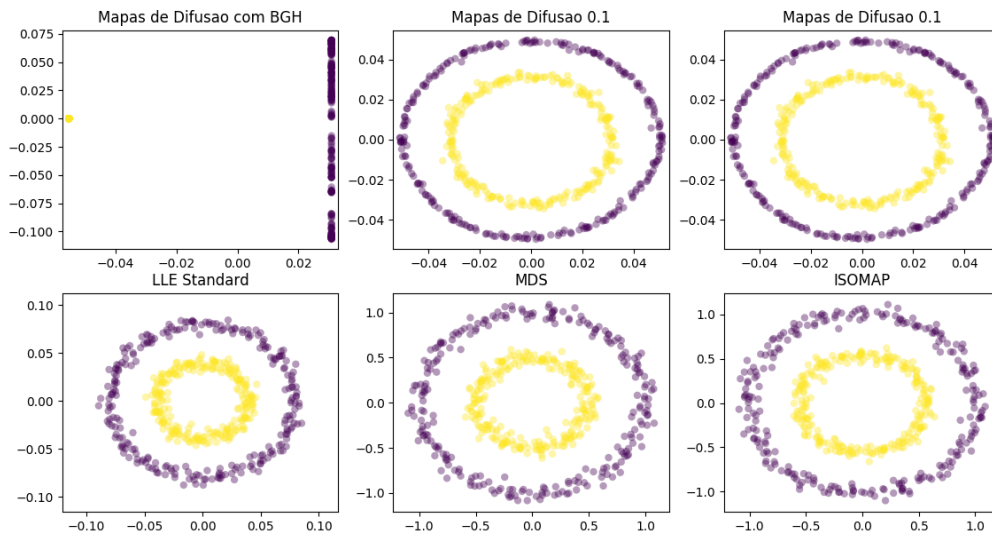 Mapas de Difusao com BGH
Mapas de Difusao 0.1
Mapas de Difusao 0.1
0.075
0.050
0.025
0.000
−0.025
−0.050
−0.075
−0.100
−0.04 −0.02 0.00 0.02
0.04
0.02
0.00
−0.02
−0.04
−0.04 −0.02 0.00 0.02 0.04
0.04
0.02
0.00
−0.02
−0.04
−0.04 −0.02 0.00 0.02 0.04
LLE Standard
MDS
ISOMAP
0.10
0.05
0.00
−0.05
−0.10
−0.10 −0.05 0.00 0.05 0.10
1.0
0.5
0.0
−0.5
−1.0
−1.0 −0.5 0.0 0.5 1.0
1.0
0.5
0.0
−0.5
−1.0
−1.0 −0.5 0.0 0.5 1.0